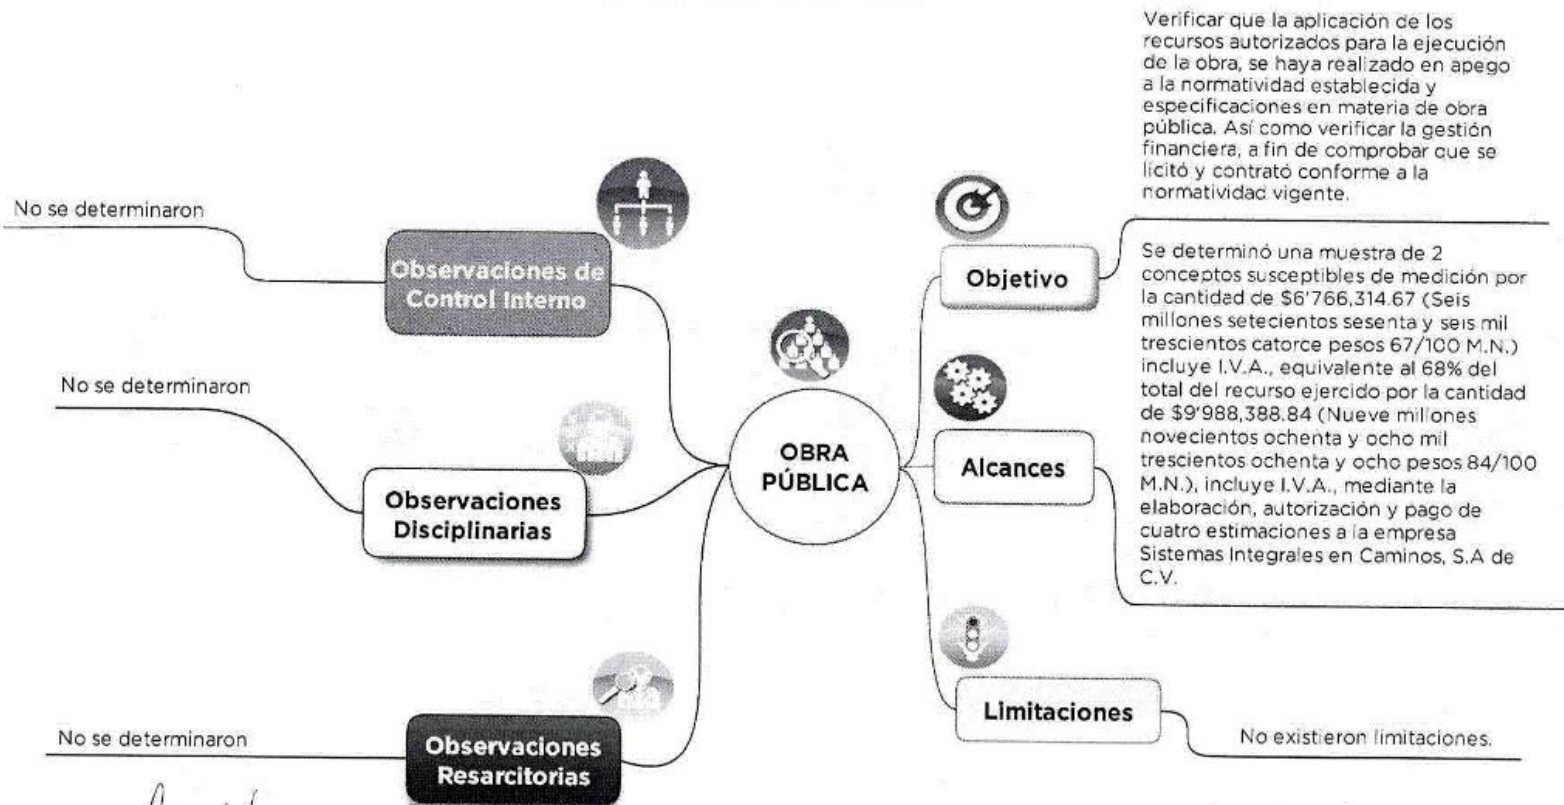 Verificar que la aplicación de los
recursos autorizados para la ejecución
de la obra, se haya realizado en apego
a la normatividad establecida y
especificaciones en materia de obra
pública. Así como verificar la gestión
financiera, a fin de comprobar que se
licitó y contrató conforme a la
normatividad vigente.
No se determinaron
Observaciones de
Control Interno
Objetivo
Se determinó una muestra de 2
conceptos susceptibles de medición por
la cantidad de $6'766,314.67 (Seis
millones setecientos sesenta y seis mil
trescientos catorce pesos 67/100 M.N.)
incluye I.V.A., equivalente al 68% del
total del recurso ejercido por la cantidad
de $9'988,388.84 (Nueve millones
novecientos ochenta y ocho mil
trescientos ochenta y ocho pesos 84/100
M.N.), incluye I.V.A., mediante la
elaboración, autorización y pago de
cuatro estimaciones a la empresa
Sistemas Integrales en Caminos, S.A de
C.V.
No se determinaron
Observaciones
Disciplinarias
OBRA
PÚBLICA
Alcances
Limitaciones
No existieron limitaciones.
No se determinaron
Observaciones
Resarcitorias